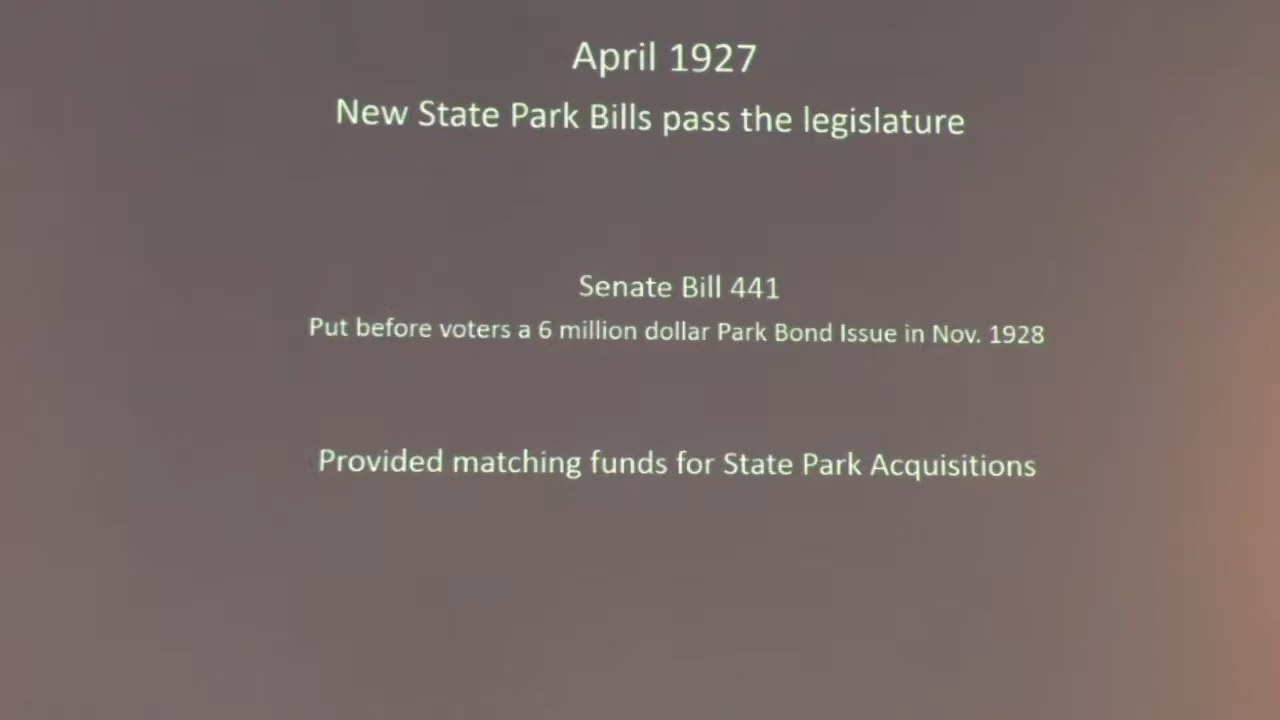 April 1927
New State Park Bills pass the legislature
Senate Bill 441
Put before voters a 6 million dollar Park Bond Issue in Nov. 1928
Provided matching funds for State Park Acquisitions